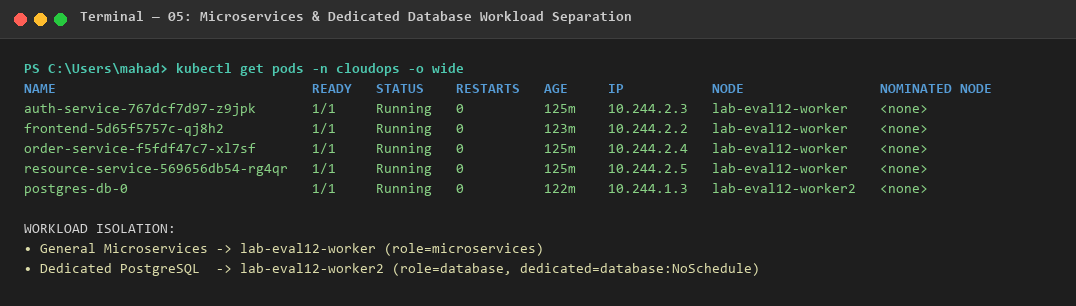 Terminal — 05: Microservices & Dedicated Database Workload Separation
PS C:\Users\mahad> kubectl get pods -n cloudops -o wide
NAME READY STATUS RESTARTS AGE IP NODE NOMINATED NODE
auth-service-767dcf7d97-z9jpk 1/1 Running 0 125m 10.244.2.3 lab-eval12-worker <none>
frontend-5d65f5757c-qj8h2 1/1 Running 0 123m 10.244.2.2 lab-eval12-worker <none>
order-service-f5fdf47c7-xl7sf 1/1 Running 0 125m 10.244.2.4 lab-eval12-worker <none>
resource-service-569656db54-rg4qr 1/1 Running 0 125m 10.244.2.5 lab-eval12-worker <none>
postgres-db-0 1/1 Running 0 122m 10.244.1.3 lab-eval12-worker2 <none>
WORKLOAD ISOLATION:
• General Microservices -> lab-eval12-worker (role=microservices)
• Dedicated PostgreSQL -> lab-eval12-worker2 (role=database, dedicated=database:NoSchedule)